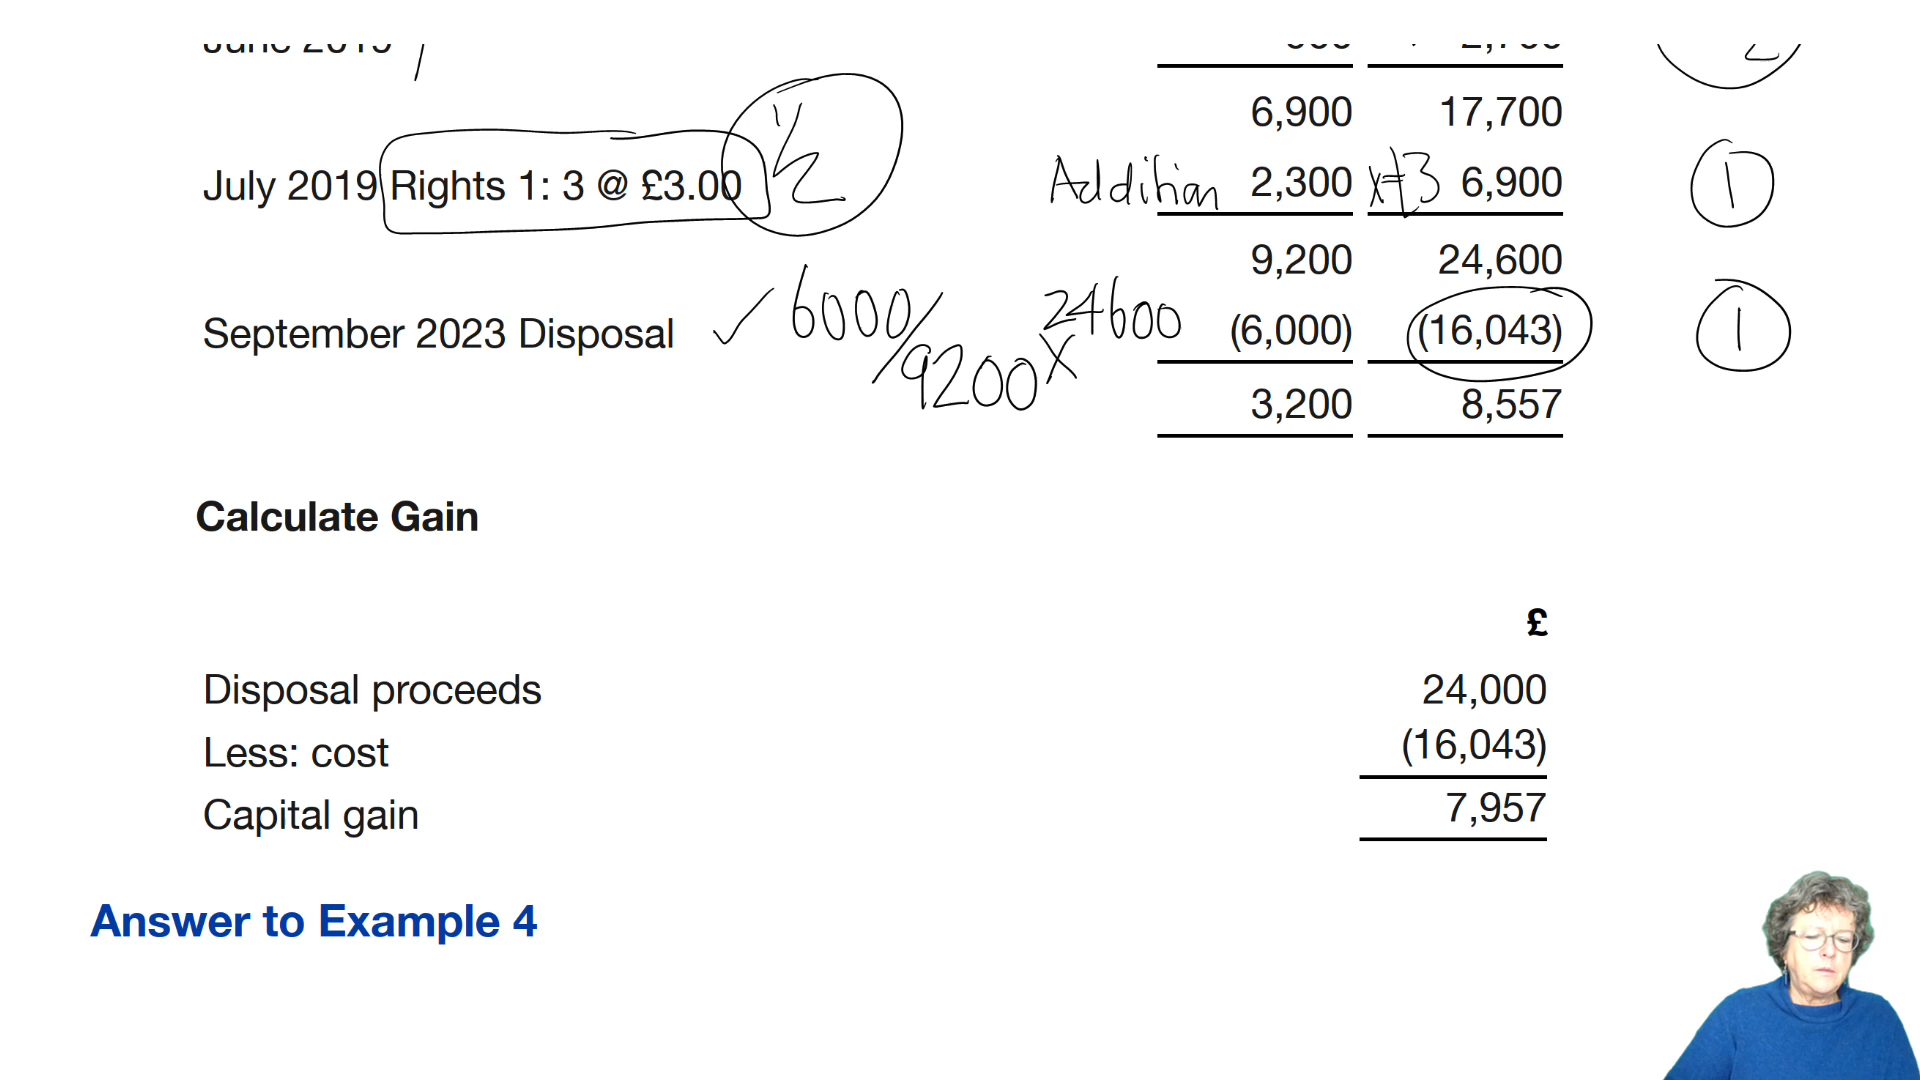 6,900 17,700
1/2
July 2019 Rights 1: 3 @ £3.00 Addition 2,300 6,900 1
9,200 24,600
September 2023 Disposal ✓ 6000/9200 x 24600 (6,000) (16,043) 1
3,200 8,557
Calculate Gain
£
Disposal proceeds 24,000
Less: cost (16,043)
Capital gain 7,957
Answer to Example 4